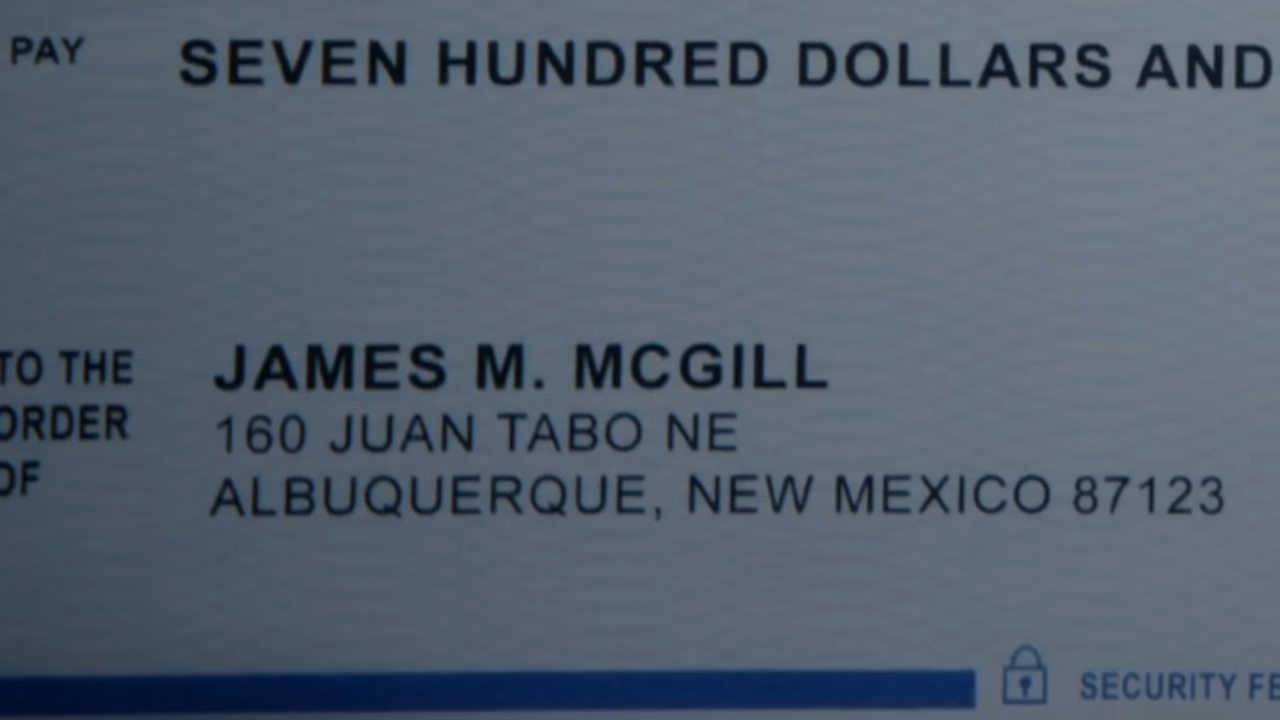 PAY SEVEN HUNDRED DOLLARS AND
TO THE
ORDER
OF
JAMES M. MCGILL
160 JUAN TABO NE
ALBUQUERQUE, NEW MEXICO 87123
SECURITY FE